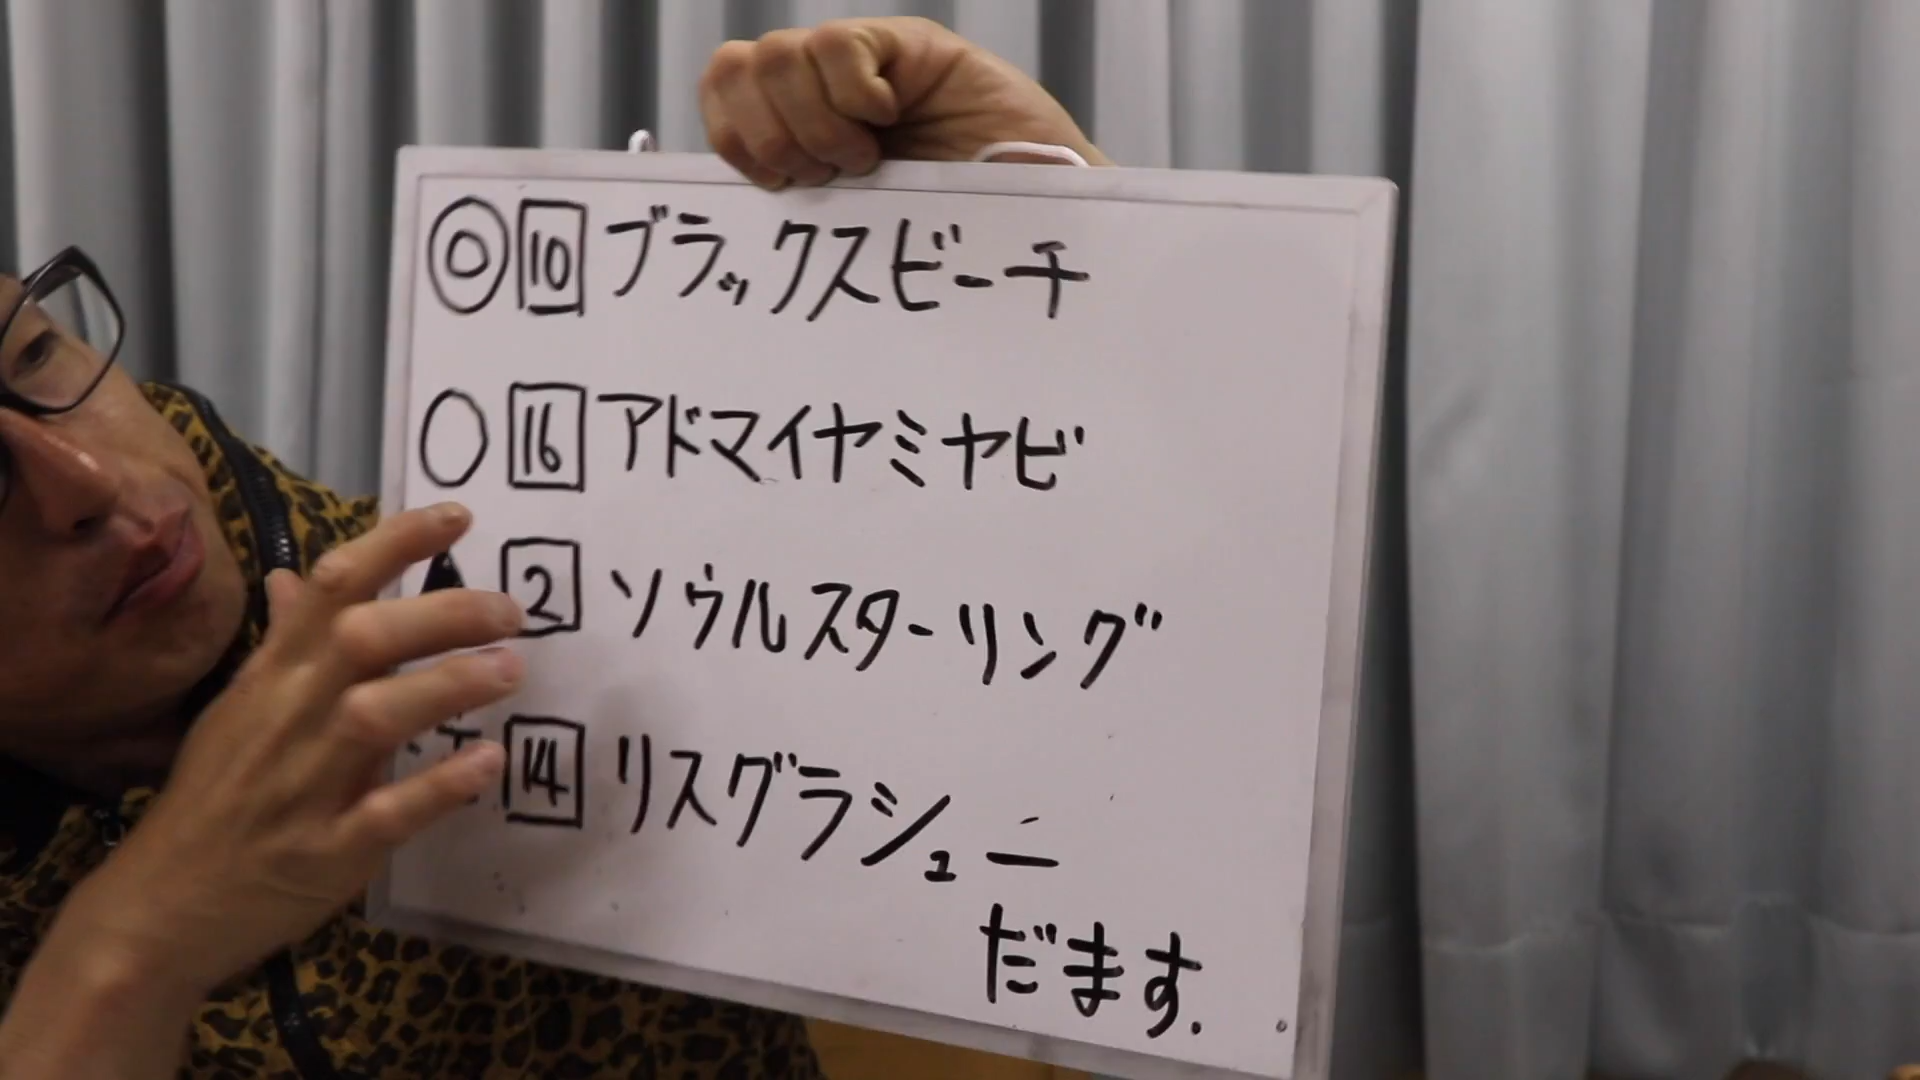 ◎ 10 ブラックスビーチ
○ 16 アドマイヤミヤビ
▲ 2 ソウルスターリング
14 リスグラシュー
だます.